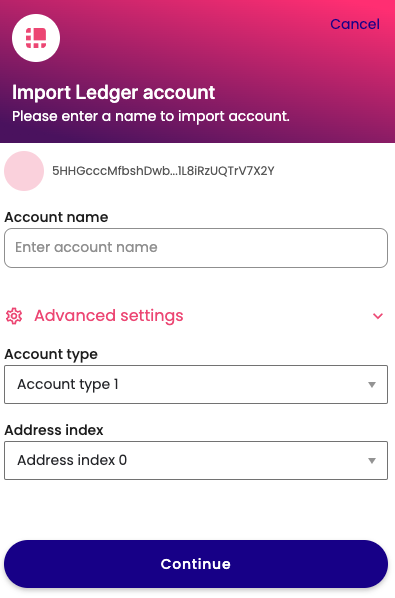 Cancel
Import Ledger account
Please enter a name to import account.
5HHGcccMfbshDwb...1L8iRzUQTrV7X2Y
Account name
Enter account name
Advanced settings
Account type
Account type 1
Address index
Address index 0
Continue